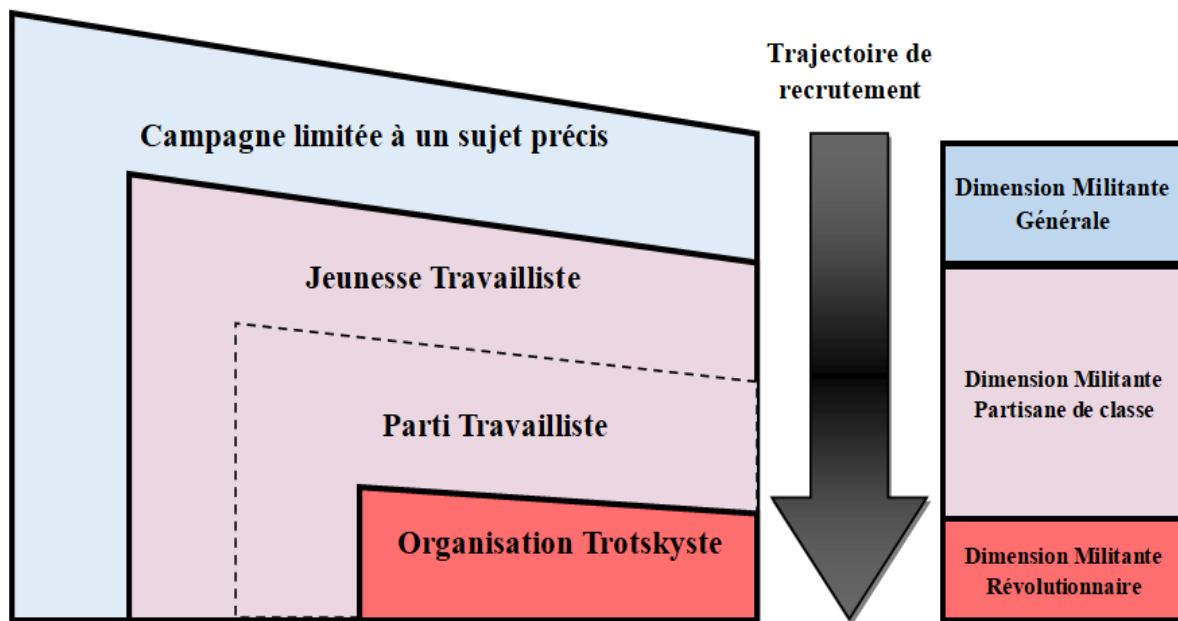 Trajectoire de
recrutement
Campagne limitée à un sujet précis
Jeunesse Travailliste
Parti Travailliste
Organisation Trotskyste
Dimension Militante
Générale
Dimension Militante
Partisane de classe
Dimension Militante
Révolutionnaire